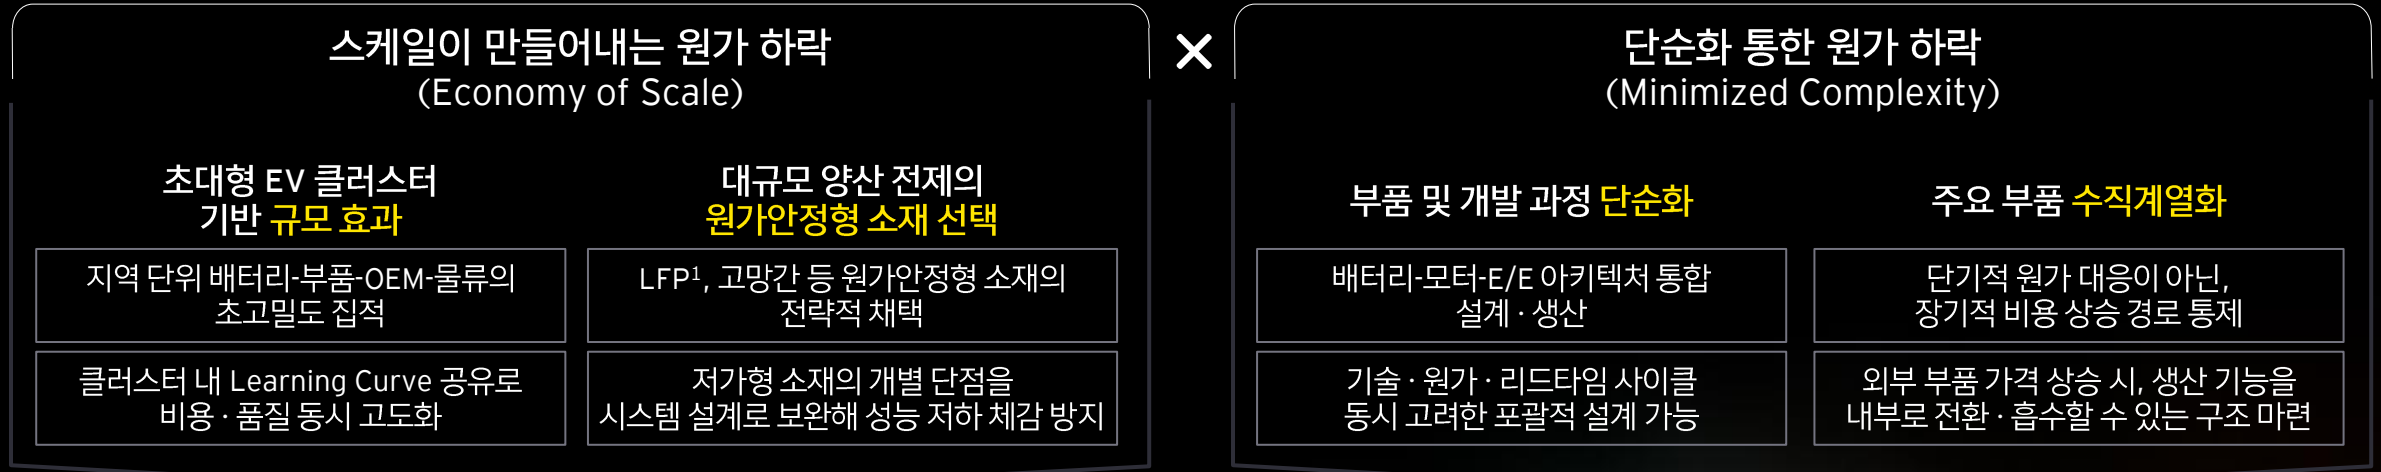 스케일이 만들어내는 원가 하락
(Economy of Scale)
초대형 EV 클러스터
기반 규모 효과
지역 단위 배터리-부품-OEM-물류의
초고밀도 집적
클러스터 내 Learning Curve 공유로
비용 · 품질 동시 고도화
대규모 양산 전제의
원가안정형 소재 선택
LFP¹, 고망간 등 원가안정형 소재의
전략적 채택
저가형 소재의 개별 단점을
시스템 설계로 보완해 성능 저하 체감 방지
×
단순화 통한 원가 하락
(Minimized Complexity)
부품 및 개발 과정 단순화
배터리-모터-E/E 아키텍처 통합
설계 · 생산
기술 · 원가 · 리드타임 사이클
동시 고려한 포괄적 설계 가능
주요 부품 수직계열화
단기적 원가 대응이 아닌,
장기적 비용 상승 경로 통제
외부 부품 가격 상승 시, 생산 기능을
내부로 전환 · 흡수할 수 있는 구조 마련